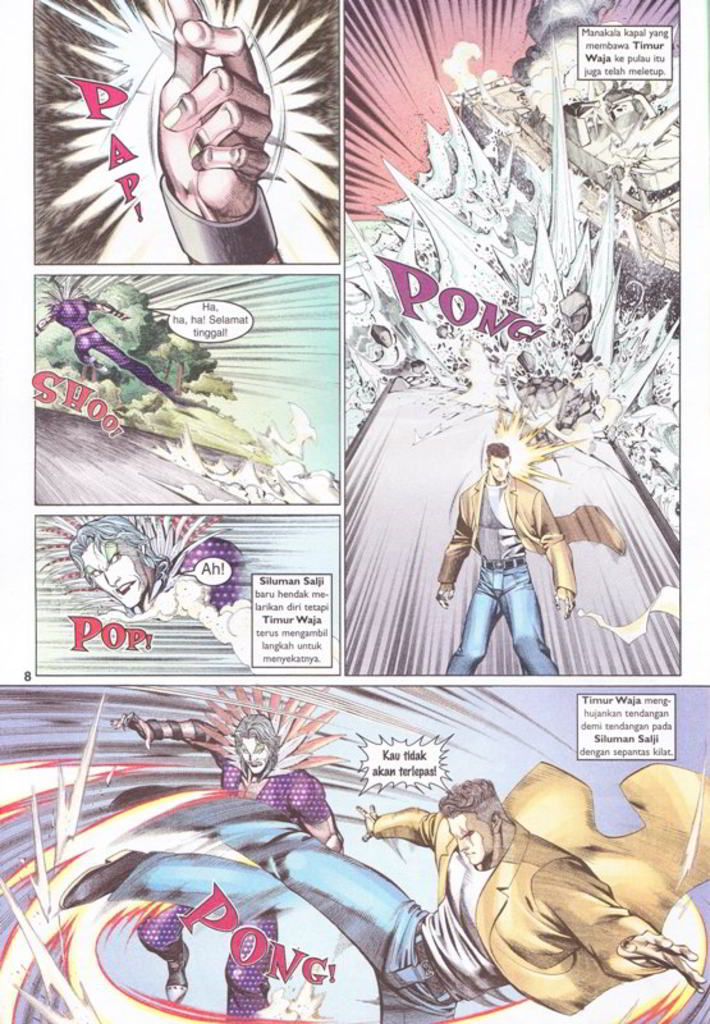 PAP
PAP!
Manakala kapal yang
membawa Timur
Waja ke pulau itu
juga telah meletup.
PONG
Ha,
ha, ha! Selamat
tinggal!
SHOO!
Ah!
POP!
Siluman Salji
baru hendak me-
larikan diri tetapi
Timur Waja
terus mengambil
langkah untuk
menyekatnya.
8
Timur Waja meng-
hujankan tendangan
demi tendangan pada
Siluman Salji
dengan sepantas kilat.
Kau tidak
akan terlepas!
PONG!